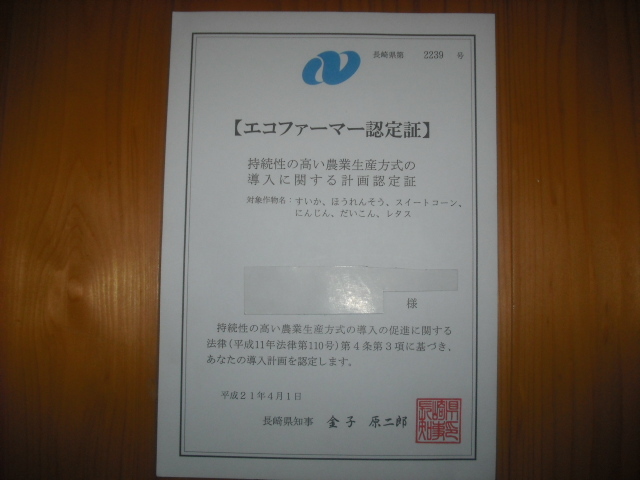 長崎県第 2239 号
【エコファーマー認定証】
持続性の高い農業生産方式の
導入に関する計画認定証
対象作物名：すいか、ほうれんそう、スイートコーン、
にんじん、だいこん、レタス
様
持続性の高い農業生産方式の導入の促進に関する
法律（平成11年法律第110号）第４条第３項に基づき、
あなたの導入計画を認定します。
平成２１年４月１日
長崎県知事 金子 原二郎
長崎県知事之印